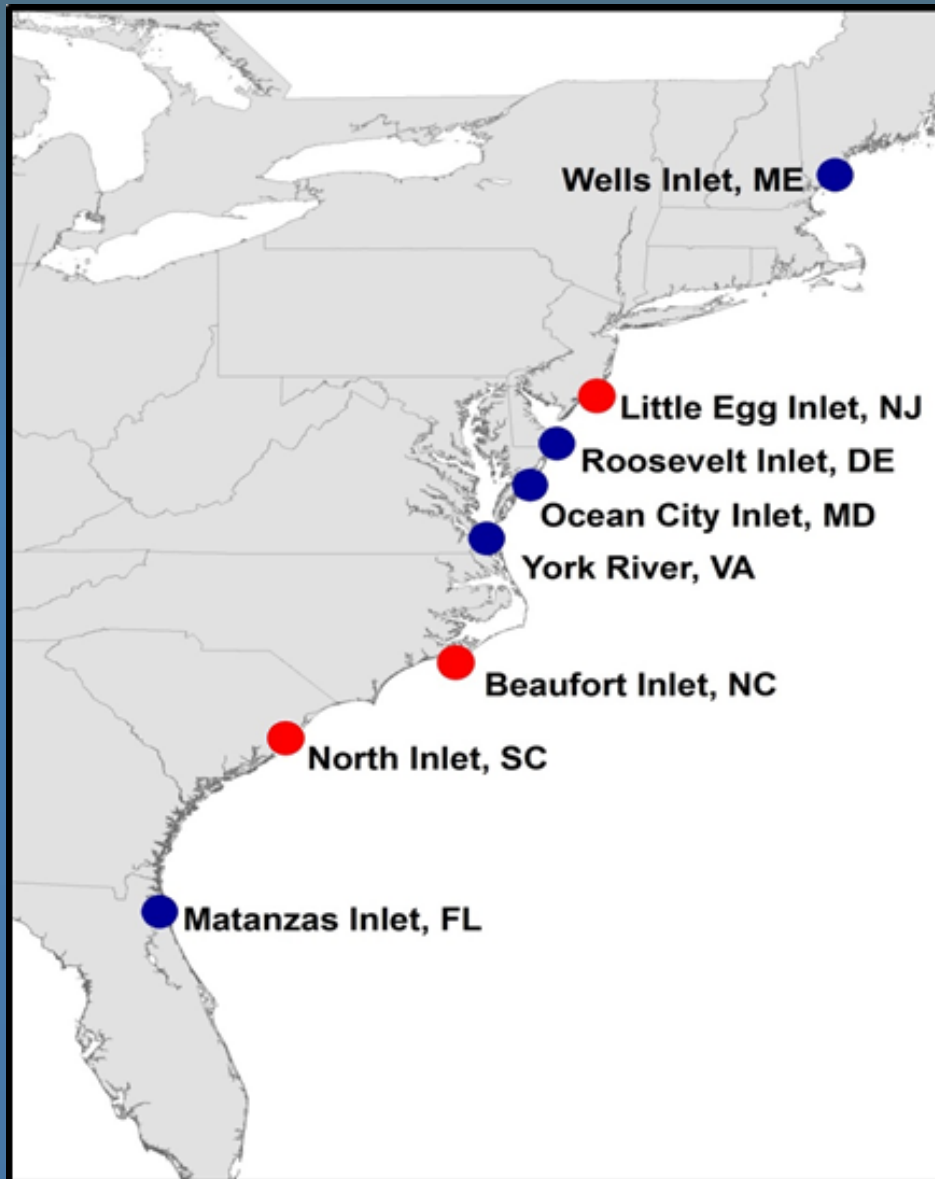 Wells Inlet, ME
Little Egg Inlet, NJ
Roosevelt Inlet, DE
Ocean City Inlet, MD
York River, VA
Beaufort Inlet, NC
North Inlet, SC
Matanzas Inlet, FL